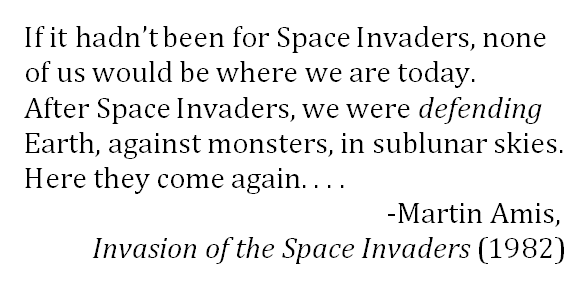 If it hadn't been for Space Invaders, none
of us would be where we are today.
After Space Invaders, we were defending
Earth, against monsters, in sublunar skies.
Here they come again. . . .
-Martin Amis,
Invasion of the Space Invaders (1982)